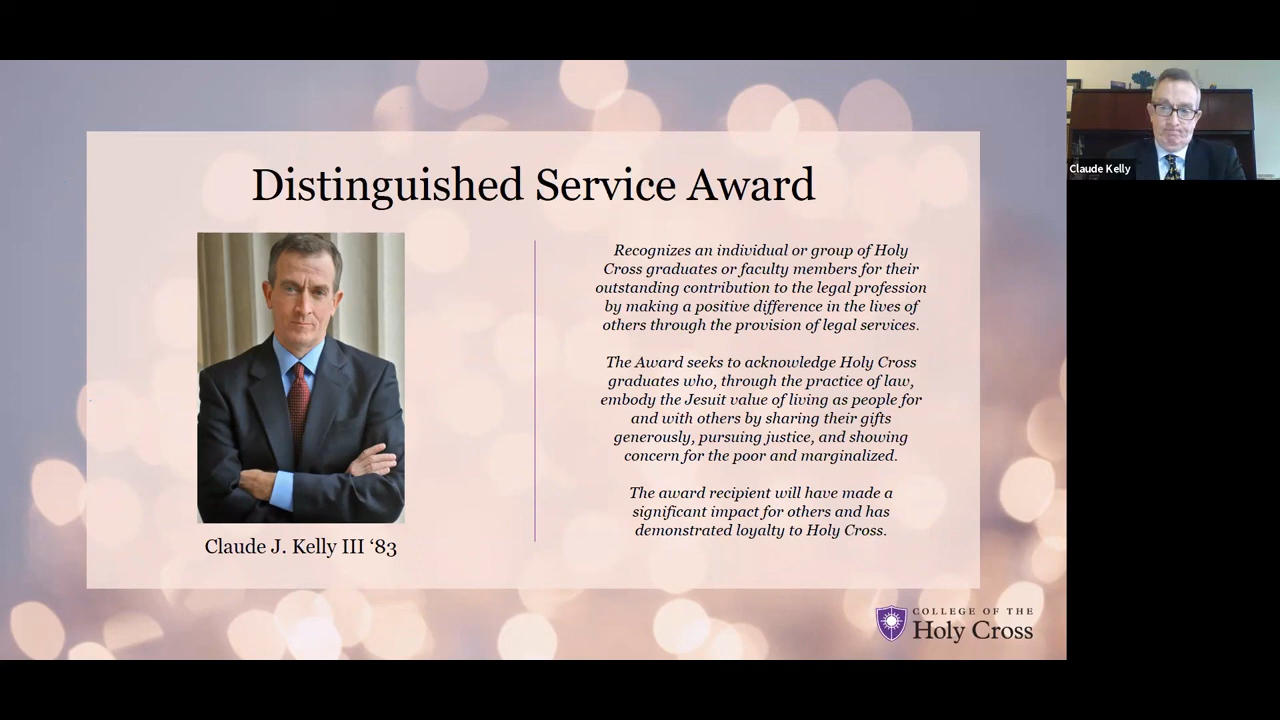 Distinguished Service Award
Recognizes an individual or group of Holy
Cross graduates or faculty members for their
outstanding contribution to the legal profession
by making a positive difference in the lives of
others through the provision of legal services.
The Award seeks to acknowledge Holy Cross
graduates who, through the practice of law,
embody the Jesuit value of living as people for
and with others by sharing their gifts
generously, pursuing justice, and showing
concern for the poor and marginalized.
The award recipient will have made a
significant impact for others and has
demonstrated loyalty to Holy Cross.
Claude J. Kelly III ‘83
COLLEGE OF THE
Holy Cross
Claude Kelly